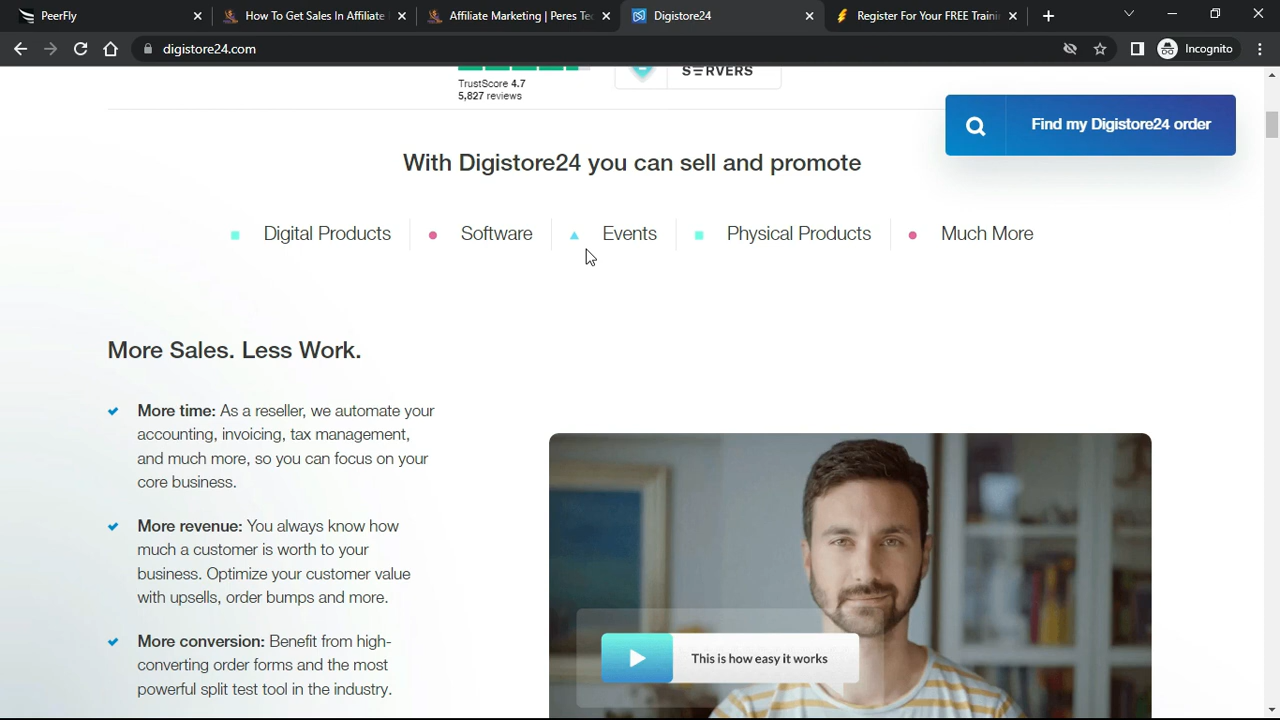 PeerFly
How To Get Sales In Affiliate
Affiliate Marketing | Peres Te
Digistore24
Register For Your FREE Traini
digistore24.com
Incognito
TrustScore 4.7
5,827 reviews
SERVERS
Find my Digistore24 order
With Digistore24 you can sell and promote
Digital Products
Software
Events
Physical Products
Much More
More Sales. Less Work.
More time: As a reseller, we automate your
accounting, invoicing, tax management,
and much more, so you can focus on your
core business.
More revenue: You always know how
much a customer is worth to your
business. Optimize your customer value
with upsells, order bumps and more.
More conversion: Benefit from high-
converting order forms and the most
powerful split test tool in the industry.
This is how easy it works